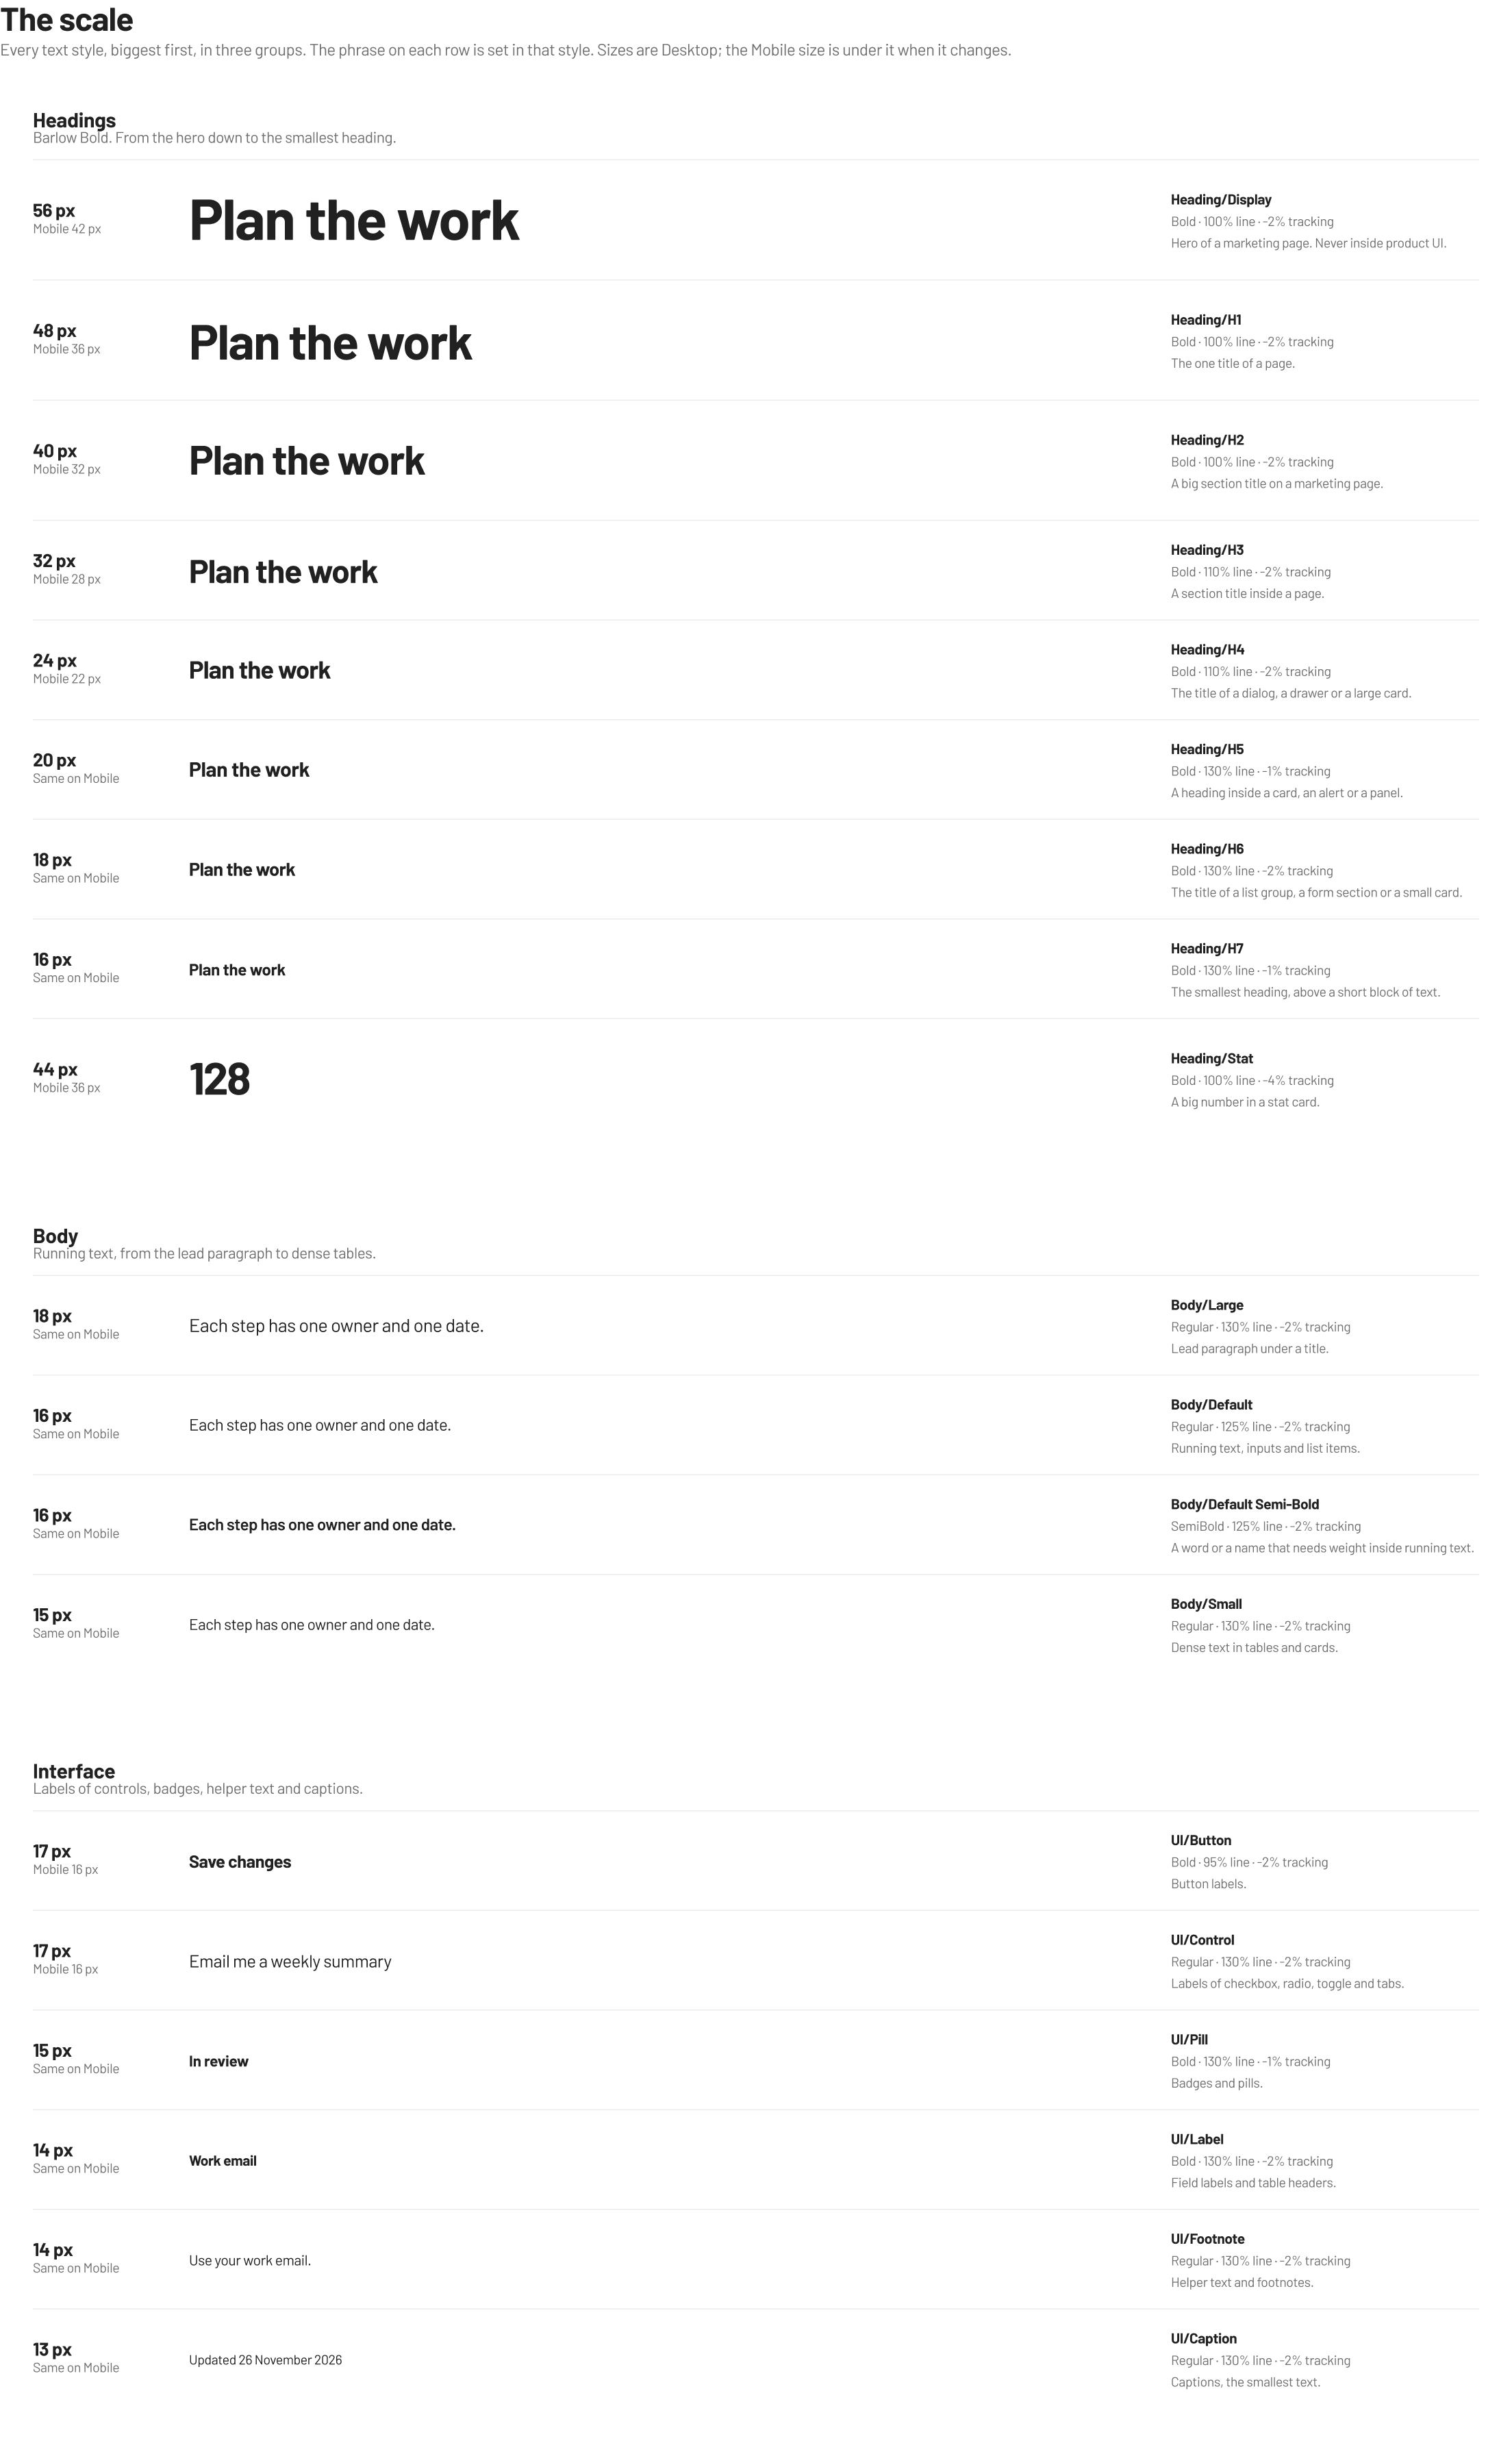 The scale
Every text style, biggest first, in three groups. The phrase on each row is set in that style. Sizes are Desktop; the Mobile size is under it when it changes.
Headings
Barlow Bold. From the hero down to the smallest heading.
56 px
Mobile 42 px
Plan the work
Heading/Display
Bold · 100% line · -2% tracking
Hero of a marketing page. Never inside product UI.
48 px
Mobile 36 px
Plan the work
Heading/H1
Bold · 100% line · -2% tracking
The one title of a page.
40 px
Mobile 32 px
Plan the work
Heading/H2
Bold · 100% line · -2% tracking
A big section title on a marketing page.
32 px
Mobile 28 px
Plan the work
Heading/H3
Bold · 110% line · -2% tracking
A section title inside a page.
24 px
Mobile 22 px
Plan the work
Heading/H4
Bold · 110% line · -2% tracking
The title of a dialog, a drawer or a large card.
20 px
Same on Mobile
Plan the work
Heading/H5
Bold · 130% line · -1% tracking
A heading inside a card, an alert or a panel.
18 px
Same on Mobile
Plan the work
Heading/H6
Bold · 130% line · -2% tracking
The title of a list group, a form section or a small card.
16 px
Same on Mobile
Plan the work
Heading/H7
Bold · 130% line · -1% tracking
The smallest heading, above a short block of text.
44 px
Mobile 36 px
128
Heading/Stat
Bold · 100% line · -4% tracking
A big number in a stat card.
Body
Running text, from the lead paragraph to dense tables.
18 px
Same on Mobile
Each step has one owner and one date.
Body/Large
Regular · 130% line · -2% tracking
Lead paragraph under a title.
16 px
Same on Mobile
Each step has one owner and one date.
Body/Default
Regular · 125% line · -2% tracking
Running text, inputs and list items.
16 px
Same on Mobile
Each step has one owner and one date.
Body/Default Semi-Bold
SemiBold · 125% line · -2% tracking
A word or a name that needs weight inside running text.
15 px
Same on Mobile
Each step has one owner and one date.
Body/Small
Regular · 130% line · -2% tracking
Dense text in tables and cards.
Interface
Labels of controls, badges, helper text and captions.
17 px
Mobile 16 px
Save changes
UI/Button
Bold · 95% line · -2% tracking
Button labels.
17 px
Mobile 16 px
Email me a weekly summary
UI/Control
Regular · 130% line · -2% tracking
Labels of checkbox, radio, toggle and tabs.
15 px
Same on Mobile
In review
UI/Pill
Bold · 130% line · -1% tracking
Badges and pills.
14 px
Same on Mobile
Work email
UI/Label
Bold · 130% line · -2% tracking
Field labels and table headers.
14 px
Same on Mobile
Use your work email.
UI/Footnote
Regular · 130% line · -2% tracking
Helper text and footnotes.
13 px
Same on Mobile
Updated 26 November 2026
UI/Caption
Regular · 130% line · -2% tracking
Captions, the smallest text.